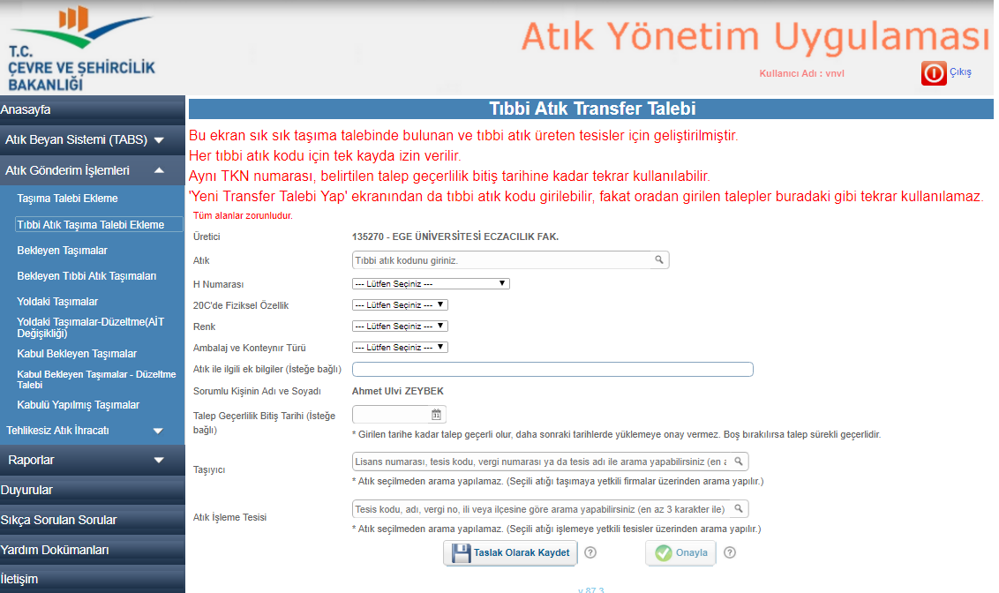 T.C.
ÇEVRE VE ŞEHİRCİLİK
BAKANLIĞI
Atık Yönetim Uygulaması
Kullanıcı Adı : vnvl
Çıkış
Anasayfa
Atık Beyan Sistemi (TABS)
Atık Gönderim İşlemleri
Taşıma Talebi Ekleme
Tıbbi Atık Taşıma Talebi Ekleme
Bekleyen Taşımalar
Bekleyen Tıbbi Atık Taşımaları
Yoldaki Taşımalar
Yoldaki Taşımalar-Düzeltme(AİT
Değişikliği)
Kabul Bekleyen Taşımalar
Kabul Bekleyen Taşımalar - Düzeltme
Talebi
Kabulü Yapılmış Taşımalar
Tehlikesiz Atık İhracatı
Raporlar
Duyurular
Sıkça Sorulan Sorular
Yardım Dokümanları
İletişim
Tıbbi Atık Transfer Talebi
Bu ekran sık sık taşıma talebinde bulunan ve tıbbi atık üreten tesisler için geliştirilmiştir.
Her tıbbi atık kodu için tek kayda izin verilir.
Aynı TKN numarası, belirtilen talep geçerlilik bitiş tarihine kadar tekrar kullanılabilir.
'Yeni Transfer Talebi Yap' ekranından da tıbbi atık kodu girilebilir, fakat oradan girilen talepler buradaki gibi tekrar kullanılamaz.
Tüm alanlar zorunludur.
Üretici 135270 - EGE ÜNİVERSİTESİ ECZACILIK FAK.
Atık Tıbbi atık kodunu giriniz.
H Numarası --- Lütfen Seçiniz ---
20C'de Fiziksel Özellik --- Lütfen Seçiniz ---
Renk --- Lütfen Seçiniz ---
Ambalaj ve Konteynır Türü --- Lütfen Seçiniz ---
Atık ile ilgili ek bilgiler (İsteğe bağlı)
Sorumlu Kişinin Adı ve Soyadı Ahmet Ulvi ZEYBEK
Talep Geçerlilik Bitiş Tarihi (İsteğe
bağlı)
31
* Girilen tarihe kadar talep geçerli olur, daha sonraki tarihlerde yüklemeye onay vermez. Boş bırakılırsa talep sürekli geçerlidir.
Taşıyıcı
Lisans numarası, tesis kodu, vergi numarası ya da tesis adı ile arama yapabilirsiniz (en a
* Atık seçilmeden arama yapılamaz. (Seçili atığı taşımaya yetkili firmalar üzerinden arama yapılır.)
Atık İşleme Tesisi
Tesis kodu, adı, vergi no, ili veya ilçesine göre arama yapabilirsiniz (en az 3 karakter ile)
* Atık seçilmeden arama yapılamaz. (Seçili atığı işlemeye yetkili tesisler üzerinden arama yapılır.)
Taslak Olarak Kaydet ? Onayla ?
v 87.3